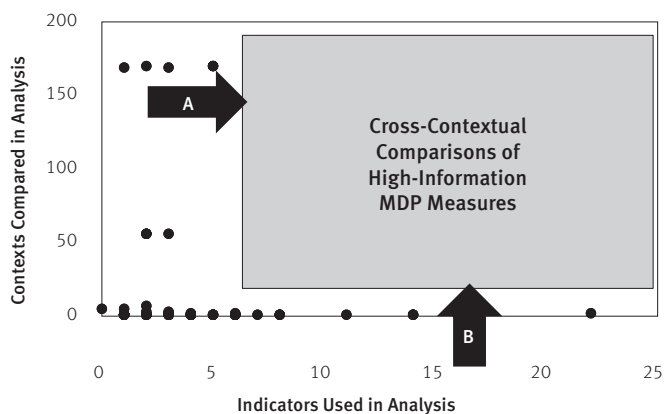 200
150
100
50
0
Contexts Compared in Analysis
A
Cross-Contextual
Comparisons of
High-Information
MDP Measures
B
0 5 10 15 20 25
Indicators Used in Analysis